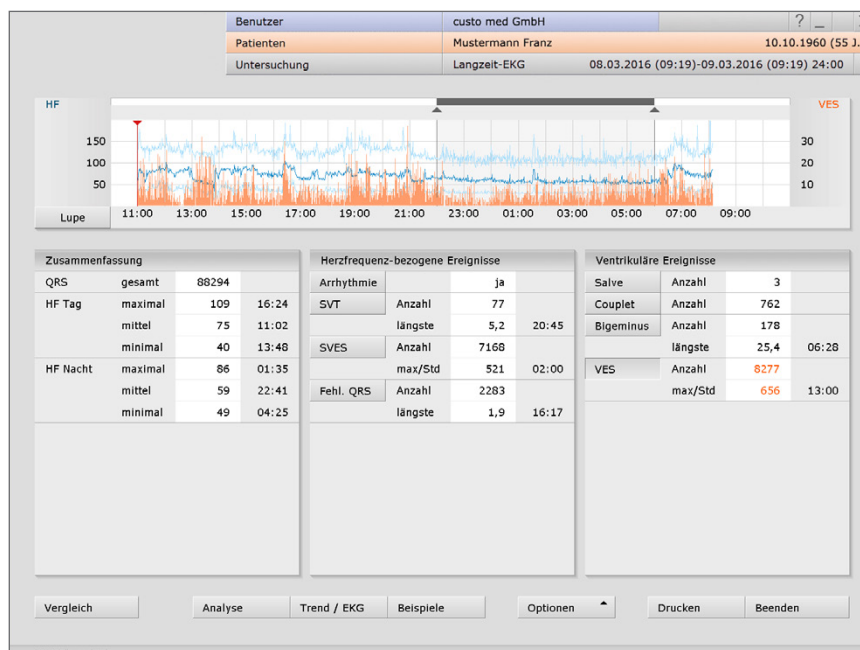 Benutzer custo med GmbH ? _
Patienten Mustermann Franz 10.10.1960 (55 J.
Untersuchung Langzeit-EKG 08.03.2016 (09:19)-09.03.2016 (09:19) 24:00
HF VES
150 30
100 20
50 10
Lupe 11:00 13:00 15:00 17:00 19:00 21:00 23:00 01:00 03:00 05:00 07:00 09:00
Zusammenfassung
QRS gesamt 88294
HF Tag maximal 109 16:24
mittel 75 11:02
minimal 40 13:48
HF Nacht maximal 86 01:35
mittel 59 22:41
minimal 49 04:25
Herzfrequenz-bezogene Ereignisse
Arrhythmie ja
SVT Anzahl 77
längste 5,2 20:45
SVES Anzahl 7168
max/Std 521 02:00
Fehl. QRS Anzahl 2283
längste 1,9 16:17
Ventrikuläre Ereignisse
Salve Anzahl 3
Couplet Anzahl 762
Bigeminus Anzahl 178
längste 25,4 06:28
VES Anzahl 8277
max/Std 656 13:00
Vergleich Analyse Trend / EKG Beispiele Optionen Drucken Beenden